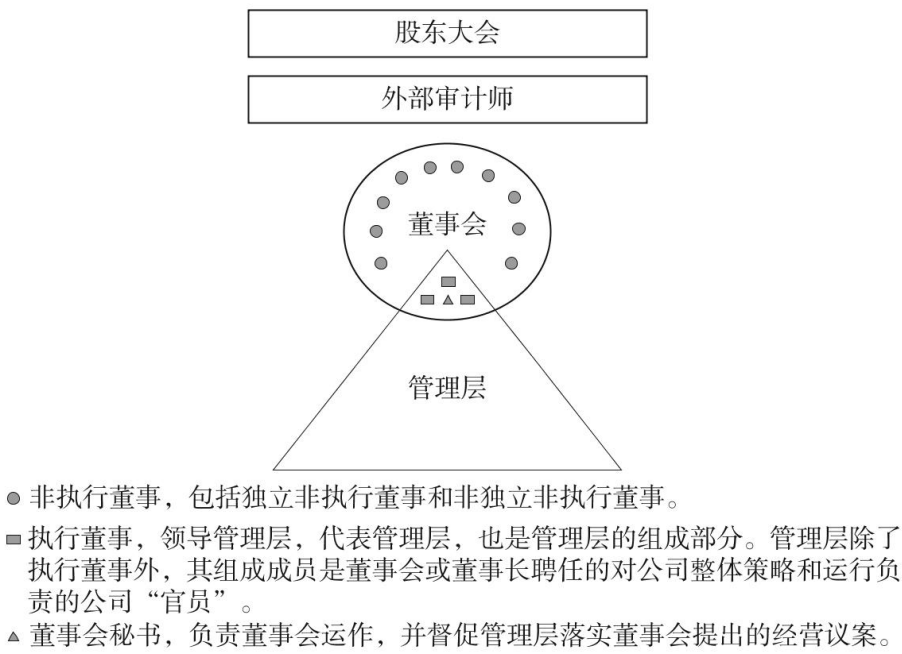 股东大会
外部审计师
董事会
管理层
非执行董事，包括独立非执行董事和非独立非执行董事。
执行董事，领导管理层，代表管理层，也是管理层的组成部分。管理层除了
执行董事外，其组成成员是董事会或董事长聘任的对公司整体策略和运行负
责的公司“官员”。
董事会秘书，负责董事会运作，并督促管理层落实董事会提出的经营议案。